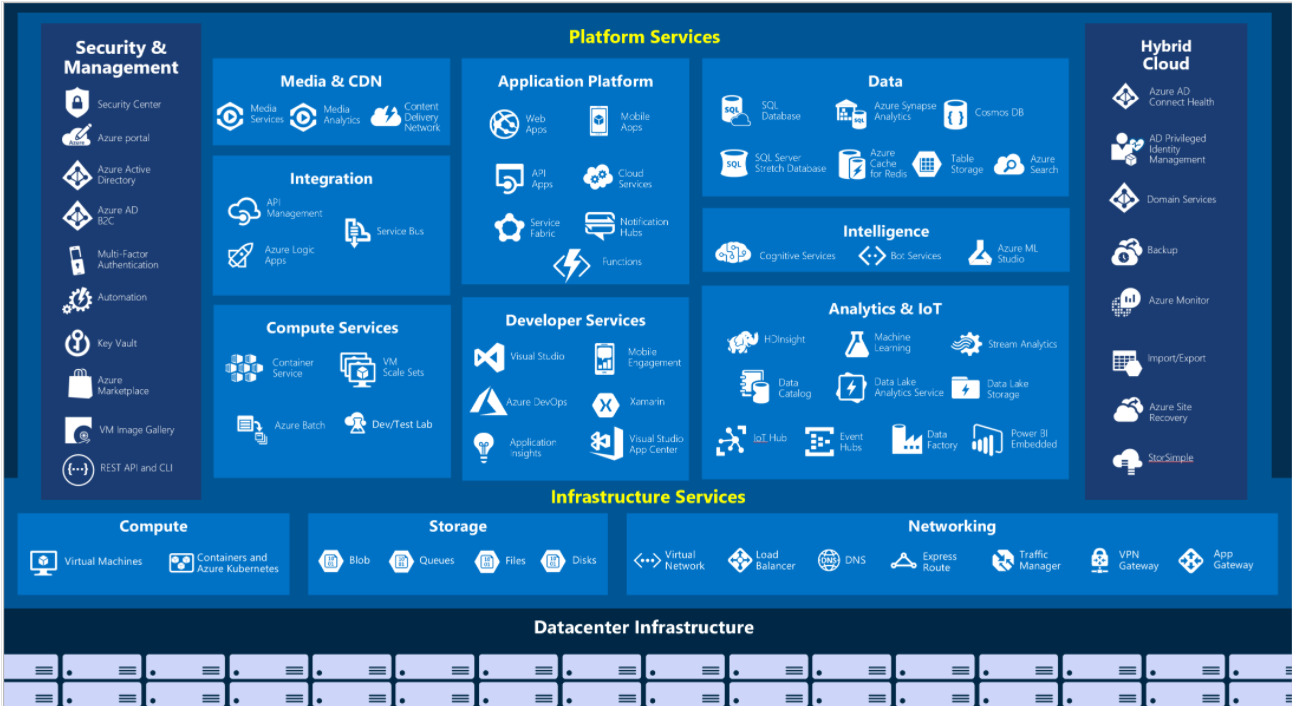 Platform Services
Security &
Management
Security Center
Azure portal
Azure
Azure Active
Directory
Azure AD
B2C
Multi-Factor
Authentication
Automation
Key Vault
Azure
Marketplace
VM Image Gallery
REST API and CLI
Media & CDN
Media
Services
Media
Analytics
Content
Delivery
Network
Integration
API
Management
Service Bus
Azure Logic
Apps
Compute Services
Container
Service
VM
Scale Sets
Azure Batch
Dev/Test Lab
Application Platform
Web
Apps
Mobile
Apps
API
Apps
Cloud
Services
Service
Fabric
Notification
Hubs
Functions
Developer Services
Visual Studio
Mobile
Engagement
Azure DevOps
Xamarin
Application
Insights
Visual Studio
App Center
Data
SQL
SQL
Database
SQL
Azure Synapse
Analytics
Cosmos DB
SQL
SQL Server
Stretch Database
Azure
Cache
for Redis
Table
Storage
Azure
Search
Intelligence
Cognitive Services
Bot Services
Azure ML
Studio
Analytics & IoT
HDInsight
Machine
Learning
Stream Analytics
Data
Catalog
Data Lake
Analytics Service
Data Lake
Storage
IoT Hub
Event
Hubs
Data
Factory
Power BI
Embedded
Hybrid
Cloud
Azure AD
Connect Health
AD Privileged
Identity
Management
Domain Services
Backup
Azure Monitor
Import/Export
Azure Site
Recovery
StorSimple
Infrastructure Services
Compute
Virtual Machines
Containers and
Azure Kubernetes
Storage
Blob
Queues
Files
Disks
Networking
Virtual
Network
Load
Balancer
DNS
DNS
Express
Route
Traffic
Manager
VPN
Gateway
App
Gateway
Datacenter Infrastructure